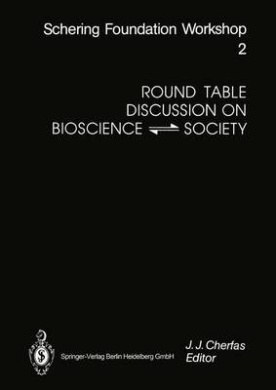 Schering Foundation Workshop
2
ROUND TABLE
DISCUSSION ON
BIOSCIENCE ⇌ SOCIETY
J. J. Cherfas
Editor
Springer-Verlag Berlin Heidelberg GmbH